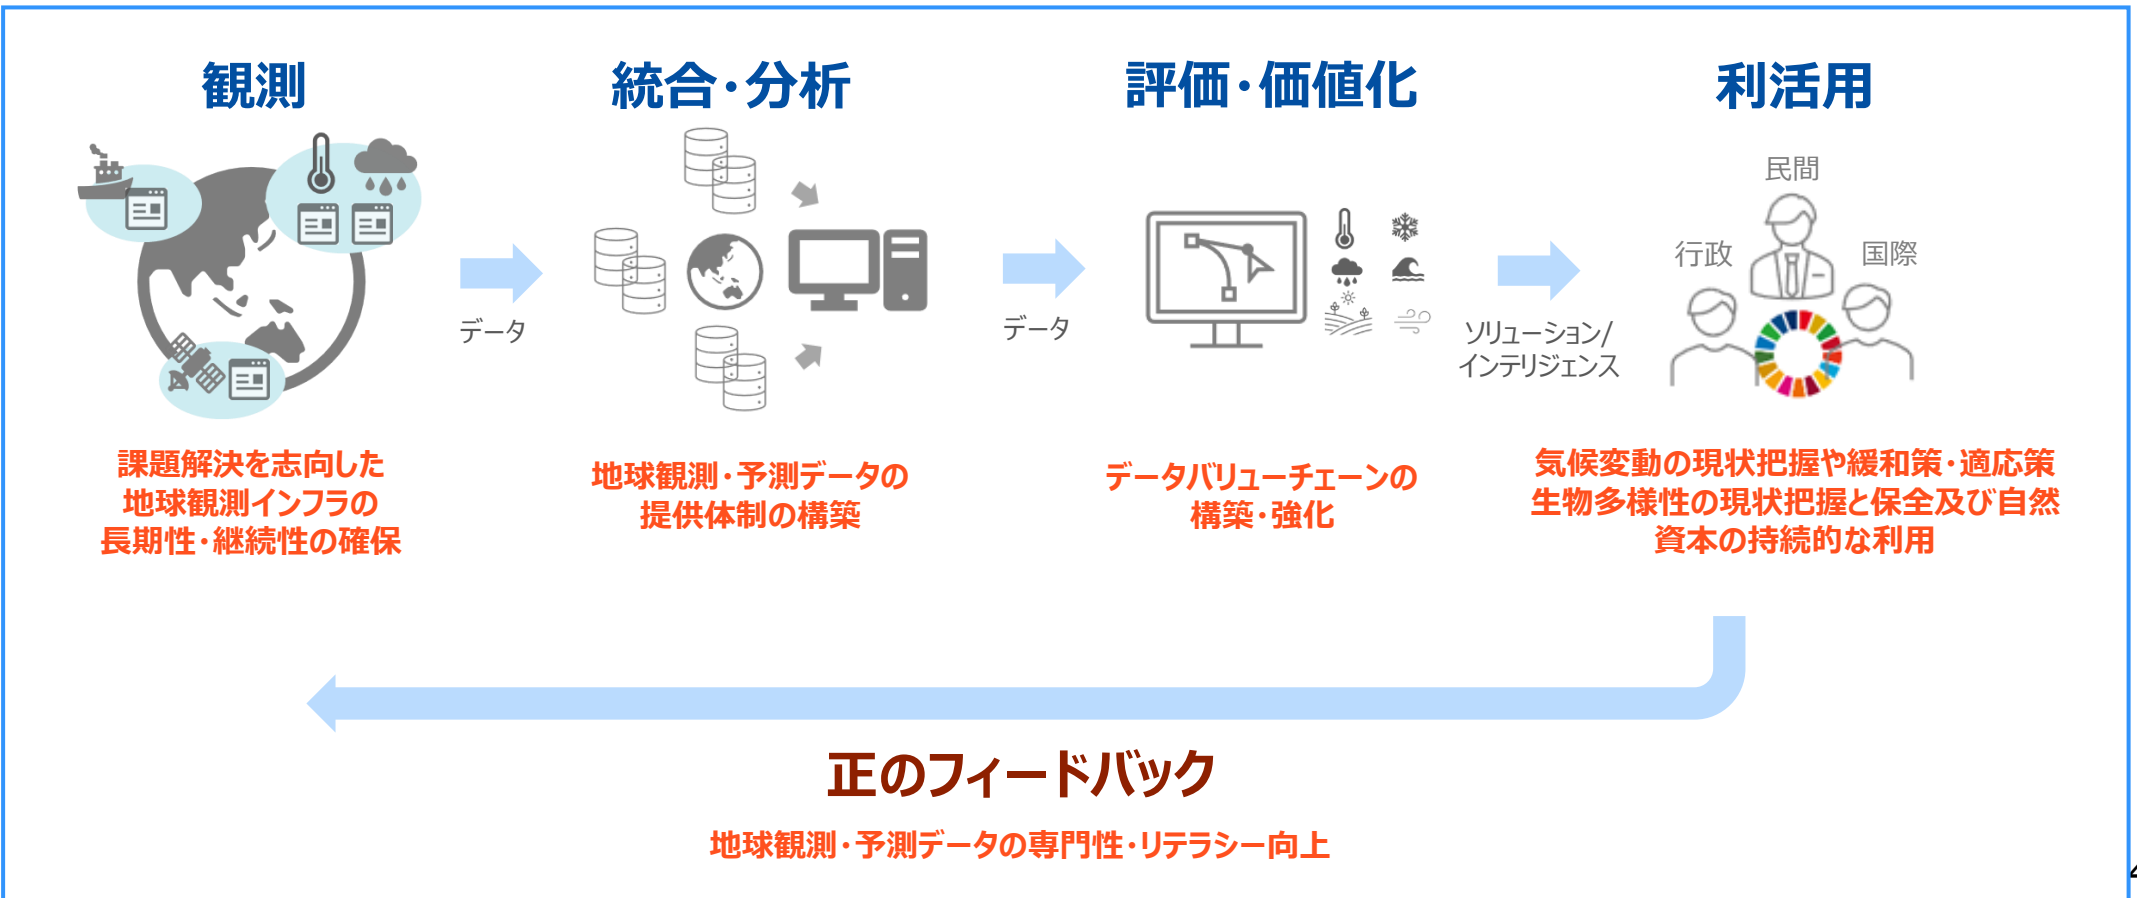 観測
統合・分析
評価・価値化
利活用
民間
行政
国際
データ
データ
ソリューション/
インテリジェンス
課題解決を志向した
地球観測インフラの
長期性・継続性の確保
地球観測・予測データの
提供体制の構築
データバリューチェーンの
構築・強化
気候変動の現状把握や緩和策・適応策
生物多様性の現状把握と保全及び自然
資本の持続的な利用
正のフィードバック
地球観測・予測データの専門性・リテラシー向上